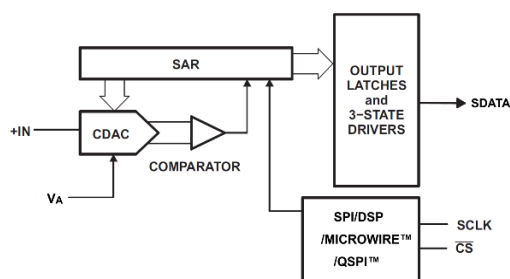 SAR
OUTPUT
LATCHES
and
3−STATE
DRIVERS
SDATA
+IN
CDAC
COMPARATOR
VA
SPI/DSP
/MICROWIRE™
/QSPI™
SCLK
CS